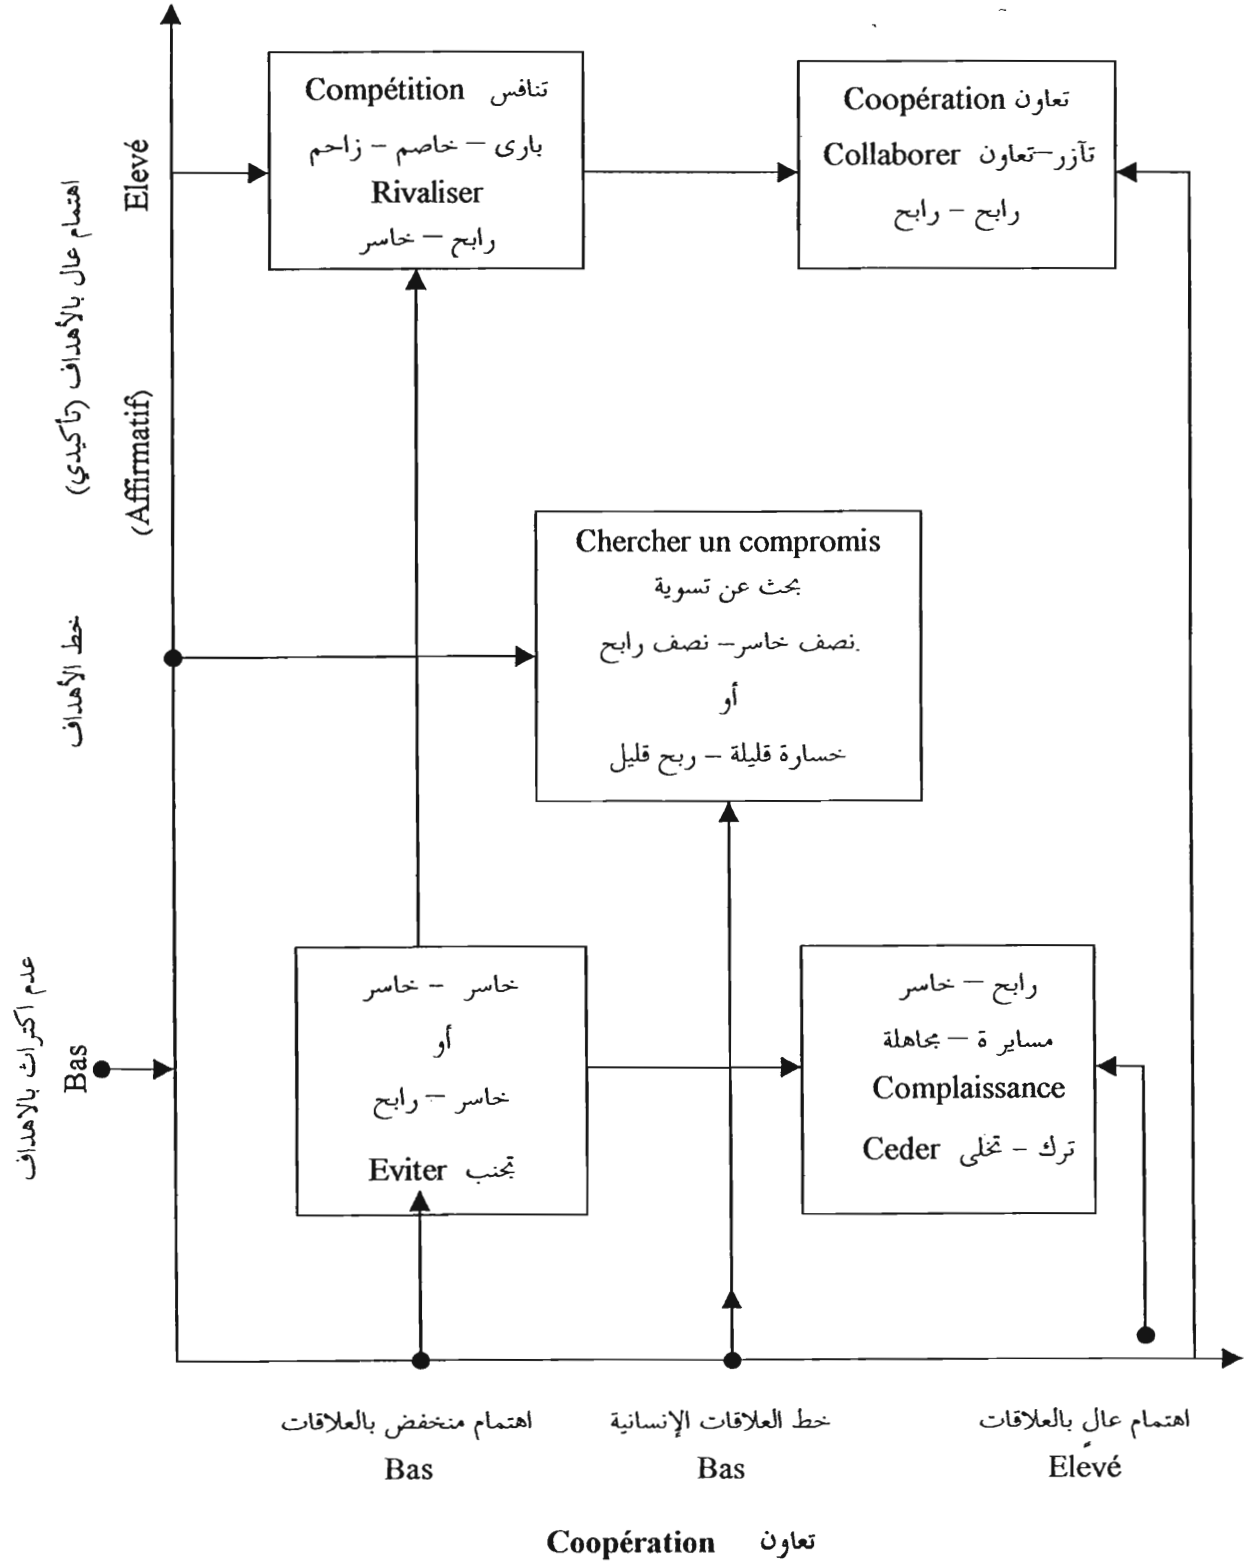 Compétition تنافس
بارى – خاصم – زاحم
Rivaliser
رابح – خاسر
Coopération تعاون
Collaborer تآزر–تعاون
رابح – رابح
Elevé
اهتمام عال بالأهداف (تأكيدي)
(Affirmatif)
Chercher un compromis
بحث عن تسوية
نصف خاسر– نصف رابح.
أو
خسارة قليلة – ربح قليل
خط الأهداف
خاسر – خاسر
أو
خاسر – رابح
Eviter تجنب
رابح – خاسر
مساير ة – مجاهلة
Complaissance
Ceder ترك – تخلى
عدم اكتراث بالاهداف
Bas
اهتمام منخفض بالعلاقات
Bas
خط العلاقات الإنسانية
Bas
اهتمام عال بالعلاقات
Elevé
Coopération تعاون